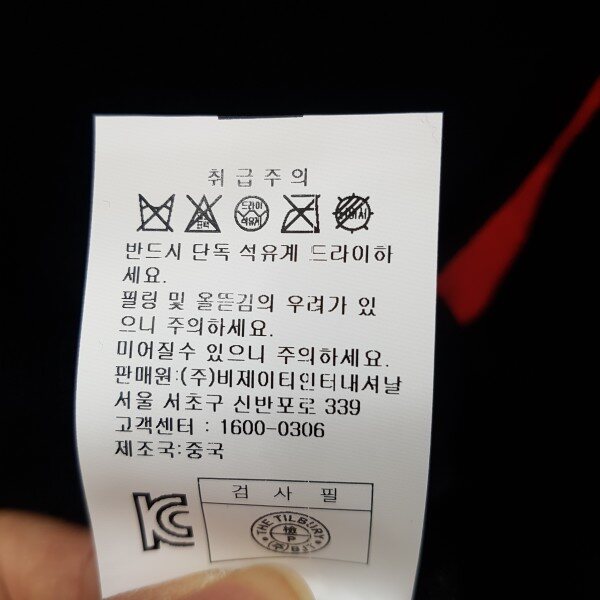 취급주의
드라이
석유계
반드시 단독 석유계 드라이하
세요.
필링 및 올뜯김의 우려가 있
으니 주의하세요.
미어질수 있으니 주의하세요.
판매원:(주)비제이티인터내셔날
서울 서초구 신반포로 339
고객센터 : 1600-0306
제조국:중국
검 사 필
KC
THE TILBURY
檢
P
(주)BJT